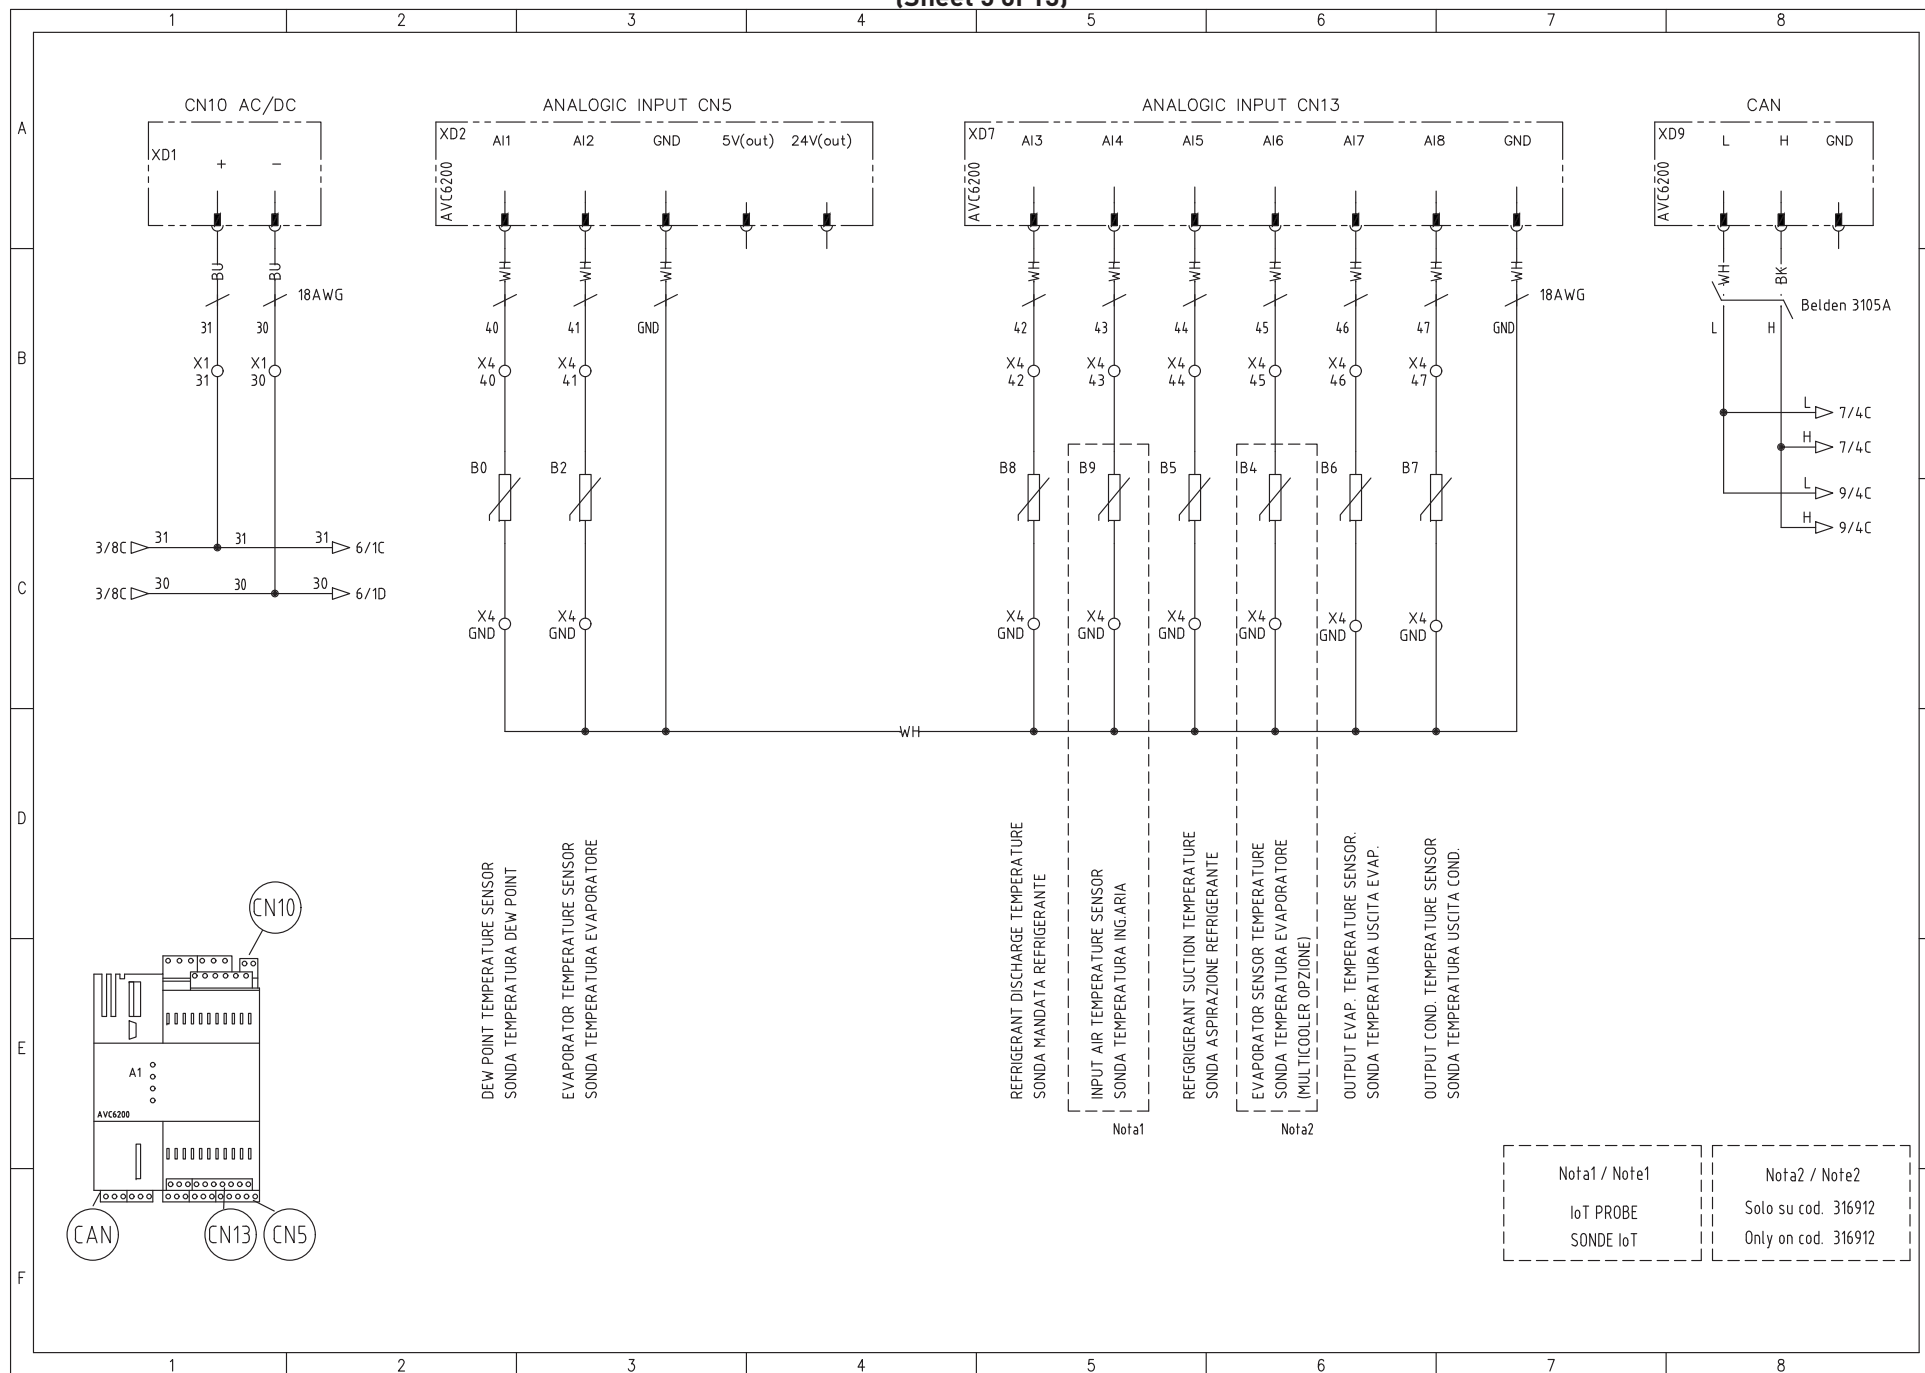 1 2 3 4 5 6 7 8
CN10 AC/DC
ANALOGIC INPUT CN5
ANALOGIC INPUT CN13
CAN
A
XD1
+ −
XD2
AVC6200
AI1 AI2 GND 5V(out) 24V(out)
XD7
AVC6200
AI3 AI4 AI5 AI6 AI7 AI8 GND
XD9
AVC6200
L H GND
BU BU
18AWG
31 30
WH WH WH
40 41 GND
WH WH WH WH WH WH WH
18AWG
42 43 44 45 46 47 GND
WH BK
Belden 3105A
L H
B
X1 31
X1 30
X4 40
X4 41
X4 42
X4 43
X4 44
X4 45
X4 46
X4 47
L 7/4C
H 7/4C
L 9/4C
H 9/4C
B0 B2 B8 B9 B5 B4 B6 B7
C
3/8C 31 31 31 6/1C
3/8C 30 30 30 6/1D
X4 GND
X4 GND
X4 GND
X4 GND
X4 GND
X4 GND
X4 GND
X4 GND
WH
D
DEW POINT TEMPERATURE SENSOR
SONDA TEMPERATURA DEW POINT
EVAPORATOR TEMPERATURE SENSOR
SONDA TEMPERATURA EVAPORATORE
REFRIGERANT DISCHARGE TEMPERATURE
SONDA MANDATA REFRIGERANTE
INPUT AIR TEMPERATURE SENSOR
SONDA TEMPERATURA ING.ARIA
REFGRIGERANT SUCTION TEMPERATURE
SONDA ASPIRAZIONE REFRIGERANTE
EVAPORATOR SENSOR TEMPERATURE
SONDA TEMPERATURA EVAPORATORE
(MULTICOOLER OPZIONE)
OUTPUT EVAP. TEMPERATURE SENSOR.
SONDA TEMPERATURA USCITA EVAP.
OUTPUT COND. TEMPERATURE SENSOR
SONDA TEMPERATURA USCITA COND.
Nota1
Nota2
CN10
E
A1
AVC6200
CAN
CN13
CN5
F
Nota1 / Note1
IoT PROBE
SONDE IoT
Nota2 / Note2
Solo su cod. 316912
Only on cod. 316912
1 2 3 4 5 6 7 8